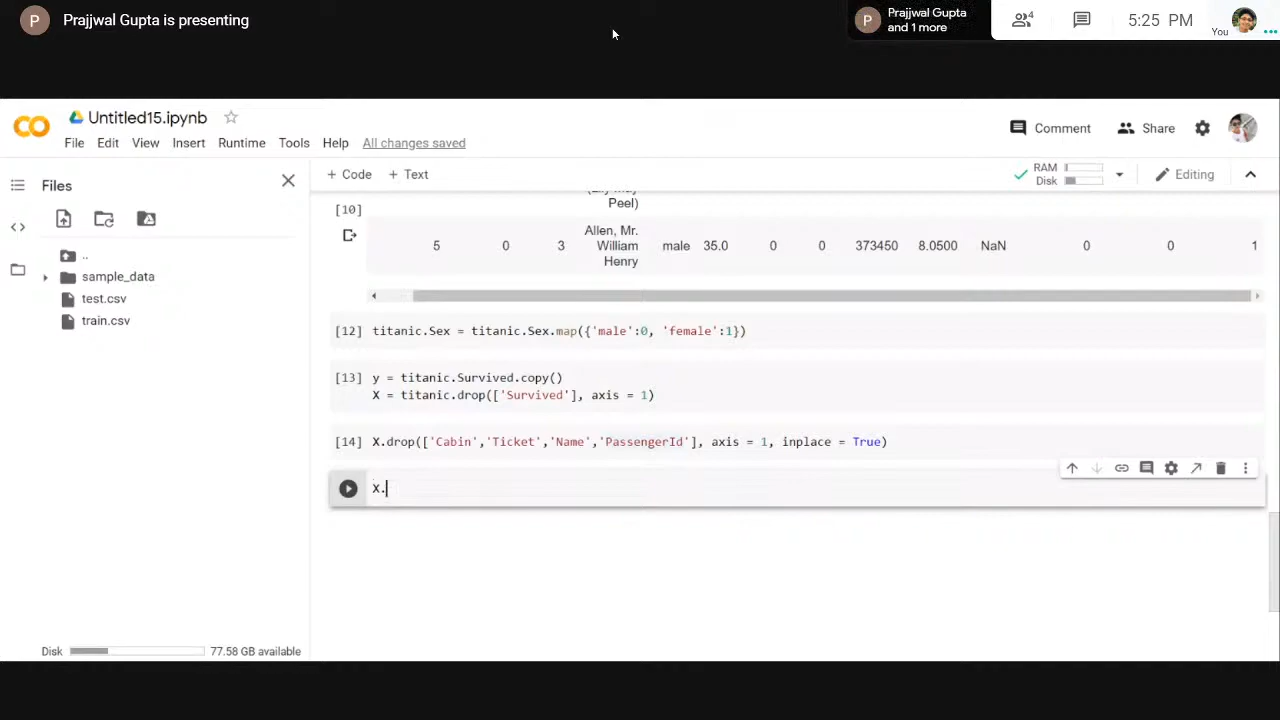 P Prajjwal Gupta is presenting
P Prajjwal Gupta
and 1 more
4
5:25 PM
You
Untitled15.ipynb
File Edit View Insert Runtime Tools Help All changes saved
Comment
Share
Files
+ Code + Text
RAM
Disk
Editing
..
sample_data
test.csv
train.csv
Disk
77.58 GB available
Peel)
[10]
Allen, Mr.
William
Henry
5 0 3 male 35.0 0 0 373450 8.0500 NaN 0 0 1
[12] titanic.Sex = titanic.Sex.map({'male':0, 'female':1})
[13] y = titanic.Survived.copy()
X = titanic.drop(['Survived'], axis = 1)
[14] X.drop(['Cabin','Ticket','Name','PassengerId'], axis = 1, inplace = True)
X.